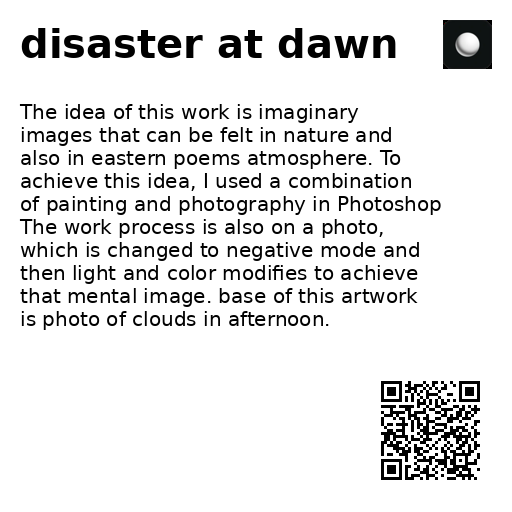 disaster at dawn
The idea of this work is imaginary
images that can be felt in nature and
also in eastern poems atmosphere. To
achieve this idea, I used a combination
of painting and photography in Photoshop
The work process is also on a photo,
which is changed to negative mode and
then light and color modifies to achieve
that mental image. base of this artwork
is photo of clouds in afternoon.